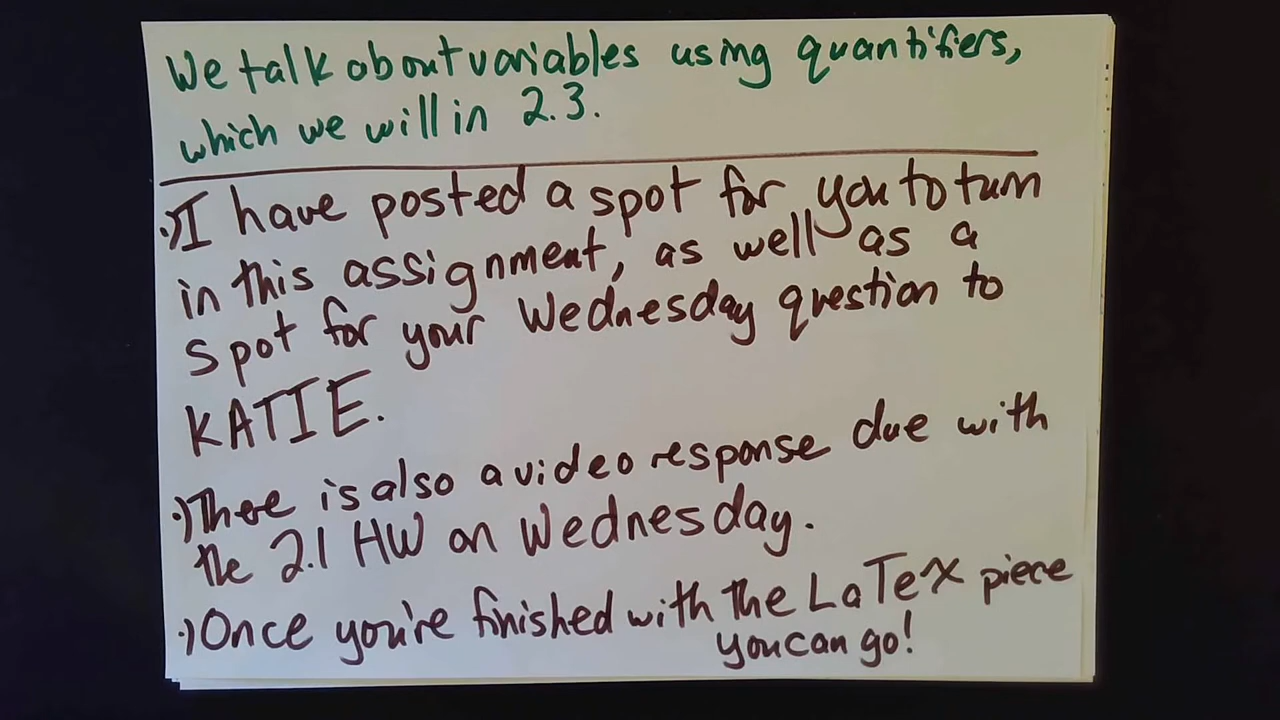 We talk about variables using quantifiers,
which we will in 2.3.
·) I have posted a spot for you to turn
in this assignment, as well as a
spot for your Wednesday question to
KATIE.
·) There is also a video response due with
the 2.1 HW on Wednesday.
·) Once you're finished with the LaTeX piece
you can go!